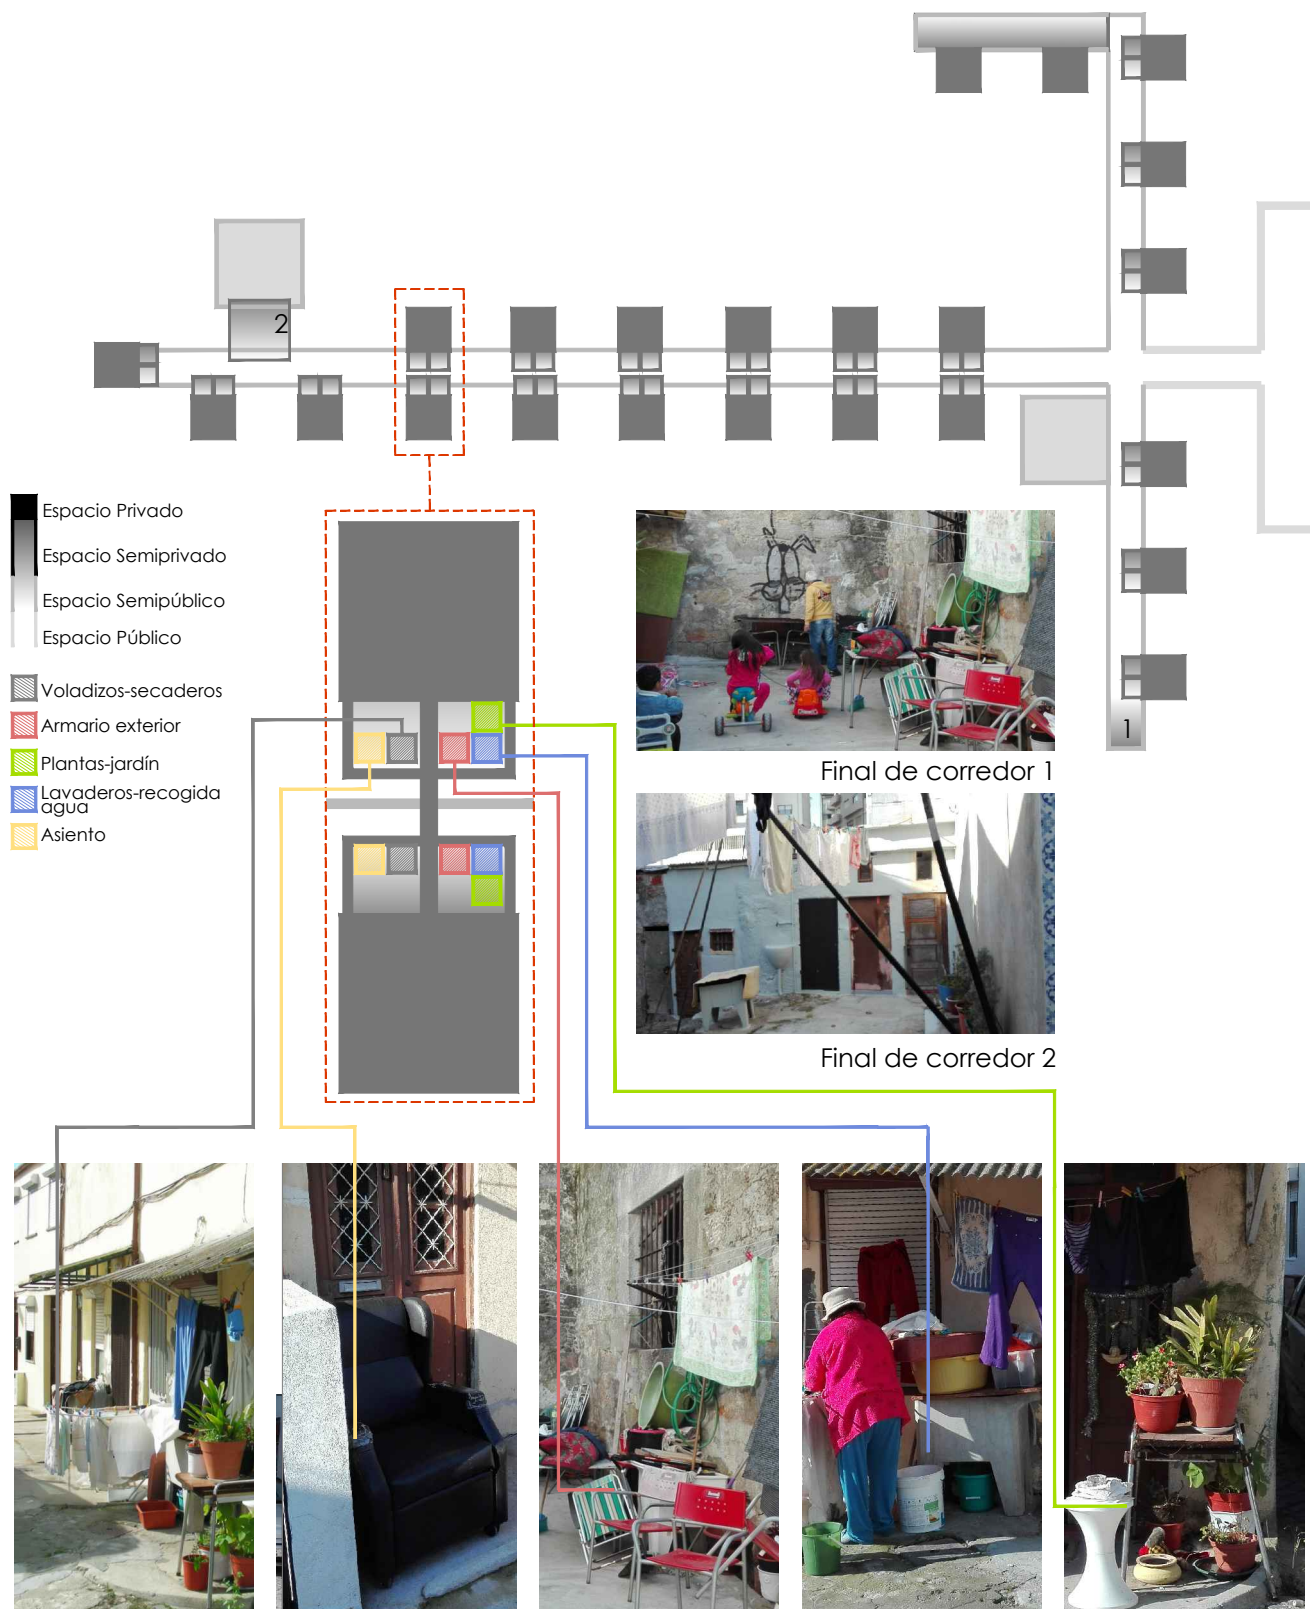 2
Espacio Privado
Espacio Semiprivado
Espacio Semipúblico
Espacio Público
Voladizos-secaderos
Armario exterior
Plantas-jardín
Lavaderos-recogida
agua
Asiento
1
Final de corredor 1
Final de corredor 2